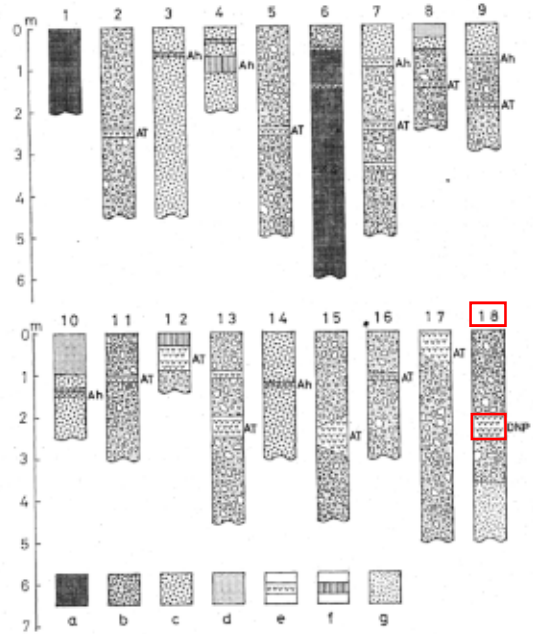 m
1 2 3 4 5 6 7 8 9
0
Ah
Ah
Ah
Ah
1
AT
AT
2
AT
AT
AT
3
4
5
6
m
10 11 12 13 14 15 16 17 18
0
AT
AT
1
AT
AT
Ah
Ah
2
AT
DNP
AT
3
4
5
6
a b c d e f g
7